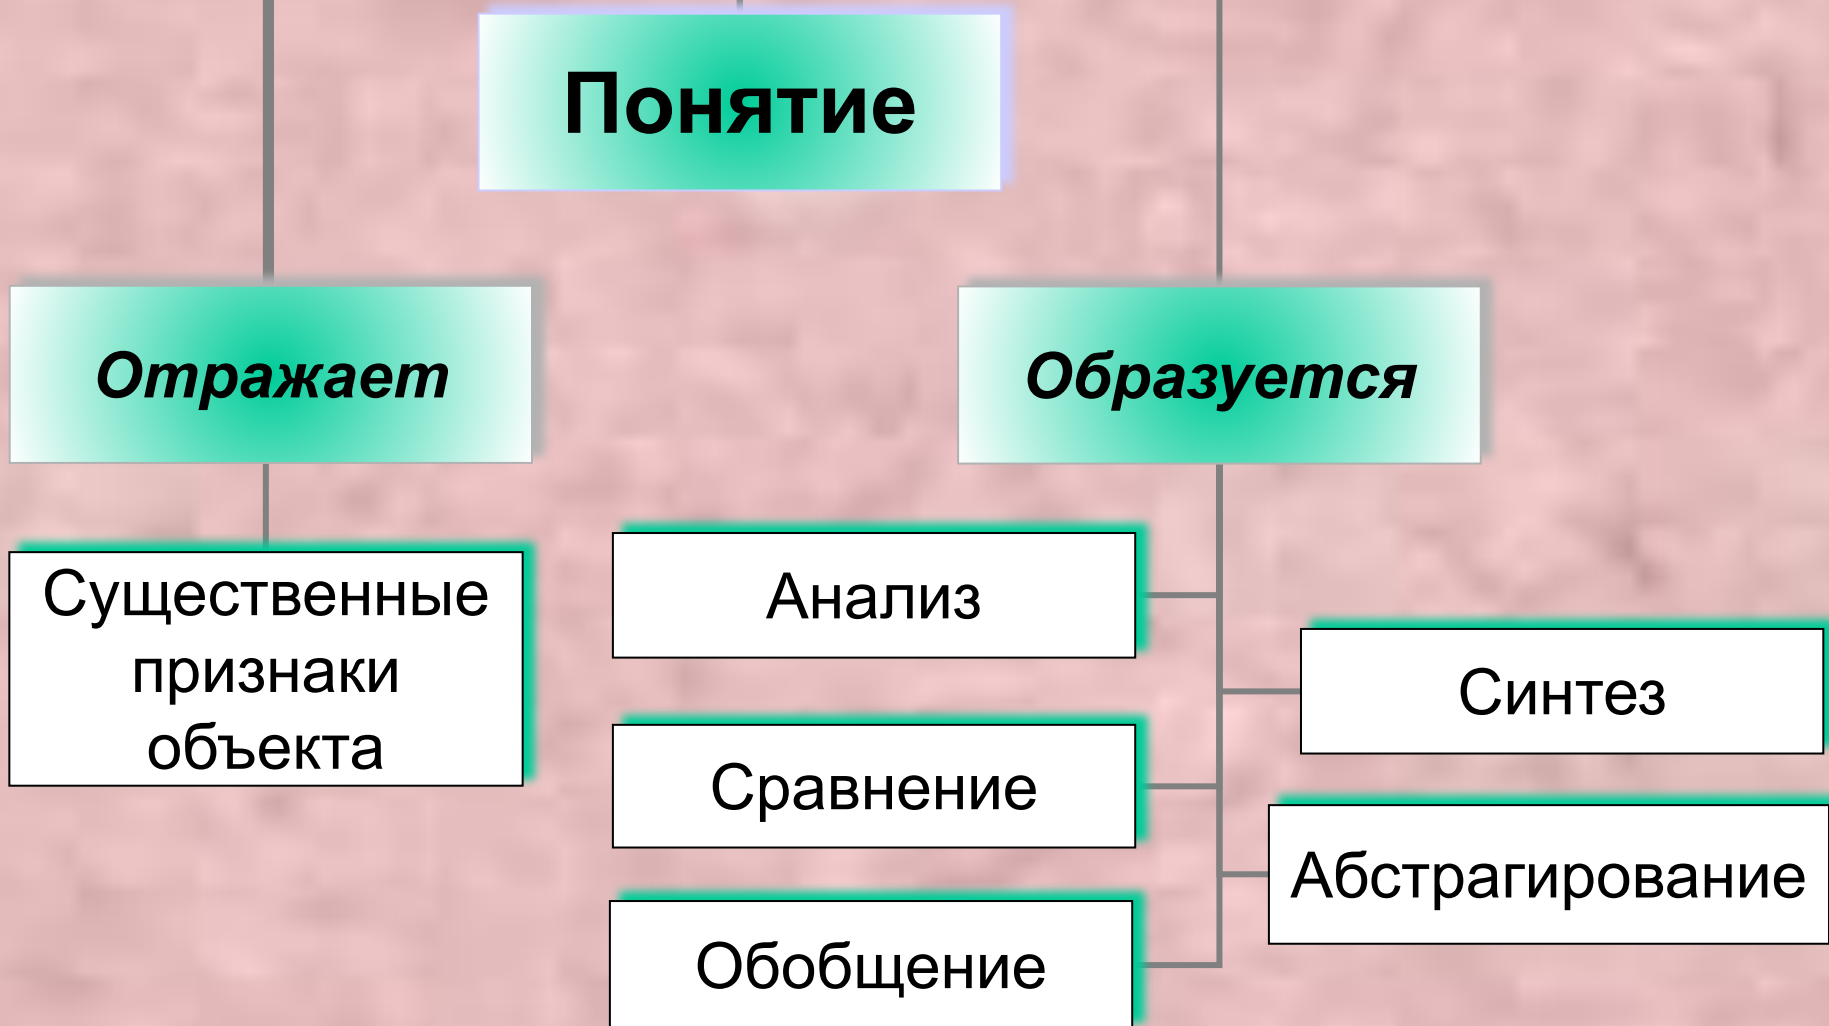 Понятие
Отражает
Образуется
Существенные
признаки
объекта
Анализ
Синтез
Сравнение
Абстрагирование
Обобщение